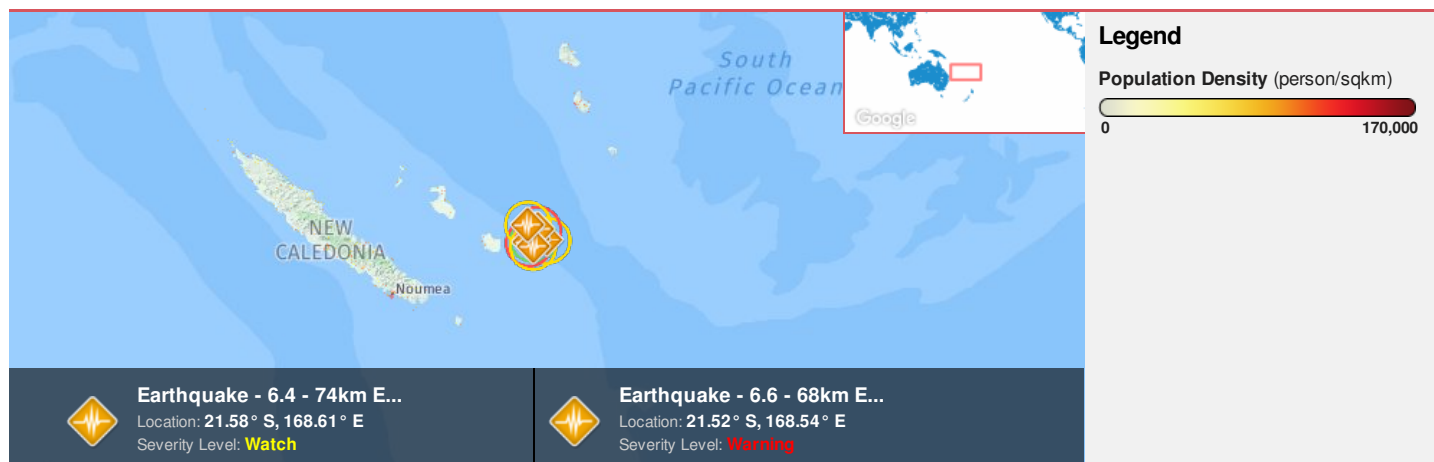 South
Pacific Ocean
NEW
CALEDONIA
Noumea
Google
Legend
Population Density (person/sqkm)
0 170,000
Earthquake - 6.4 - 74km E...
Location: 21.58° S, 168.61° E
Severity Level: Watch
Earthquake - 6.6 - 68km E...
Location: 21.52° S, 168.54° E
Severity Level: Warning